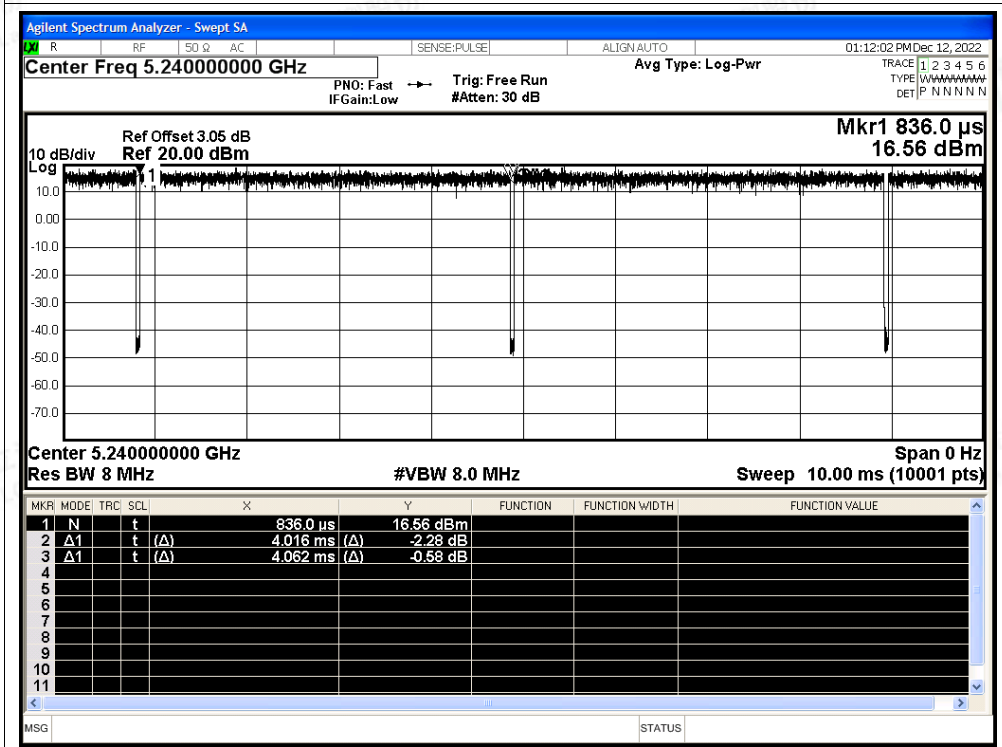 Agilent Spectrum Analyzer - Swept SA
LXI R RF 50 Ω AC SENSE:PULSE ALIGN AUTO 01:12:02 PM Dec 12, 2022
Center Freq 5.240000000 GHz Avg Type: Log-Pwr TRACE 1 2 3 4 5 6
PNO: Fast Trig: Free Run TYPE
IFGain:Low #Atten: 30 dB DET P N N N N N
Mkr1 836.0 µs
Ref Offset 3.05 dB
10 dB/div Ref 20.00 dBm 16.56 dBm
Log
1
10.0
0.00
-10.0
-20.0
-30.0
-40.0
-50.0
-60.0
-70.0
Center 5.240000000 GHz Span 0 Hz
Res BW 8 MHz #VBW 8.0 MHz Sweep 10.00 ms (10001 pts)
MKR MODE TRC SCL X Y FUNCTION FUNCTION WIDTH FUNCTION VALUE
1 N t 836.0 µs 16.56 dBm
2 Δ1 t (Δ) 4.016 ms (Δ) -2.28 dB
3 Δ1 t (Δ) 4.062 ms (Δ) -0.58 dB
4
5
6
7
8
9
10
11
MSG STATUS